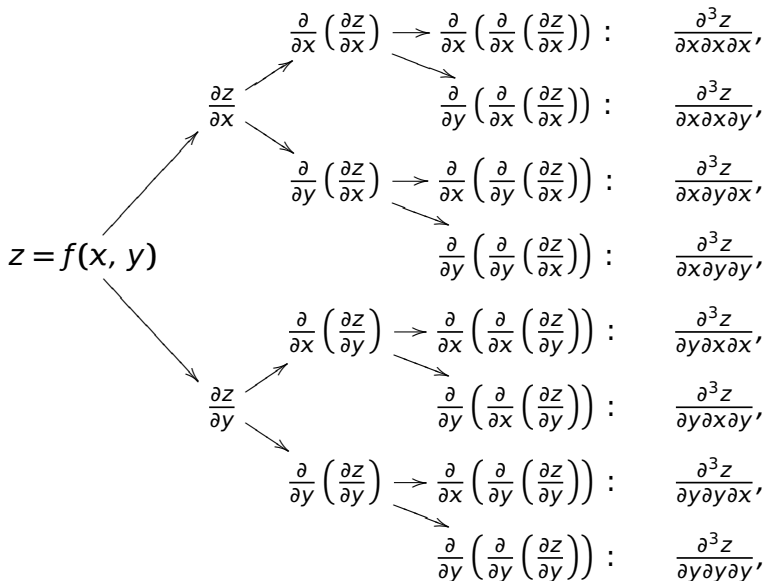 ∂/∂x (∂z/∂x) → ∂/∂x (∂/∂x (∂z/∂x)) : ∂³z/∂x∂x∂x,
∂z/∂x ∂/∂y (∂/∂x (∂z/∂x)) : ∂³z/∂x∂x∂y,
∂/∂y (∂z/∂x) → ∂/∂x (∂/∂y (∂z/∂x)) : ∂³z/∂x∂y∂x,
z = f(x, y) ∂/∂y (∂/∂y (∂z/∂x)) : ∂³z/∂x∂y∂y,
∂/∂x (∂z/∂y) → ∂/∂x (∂/∂x (∂z/∂y)) : ∂³z/∂y∂x∂x,
∂z/∂y ∂/∂y (∂/∂x (∂z/∂y)) : ∂³z/∂y∂x∂y,
∂/∂y (∂z/∂y) → ∂/∂x (∂/∂y (∂z/∂y)) : ∂³z/∂y∂y∂x,
∂/∂y (∂/∂y (∂z/∂y)) : ∂³z/∂y∂y∂y,